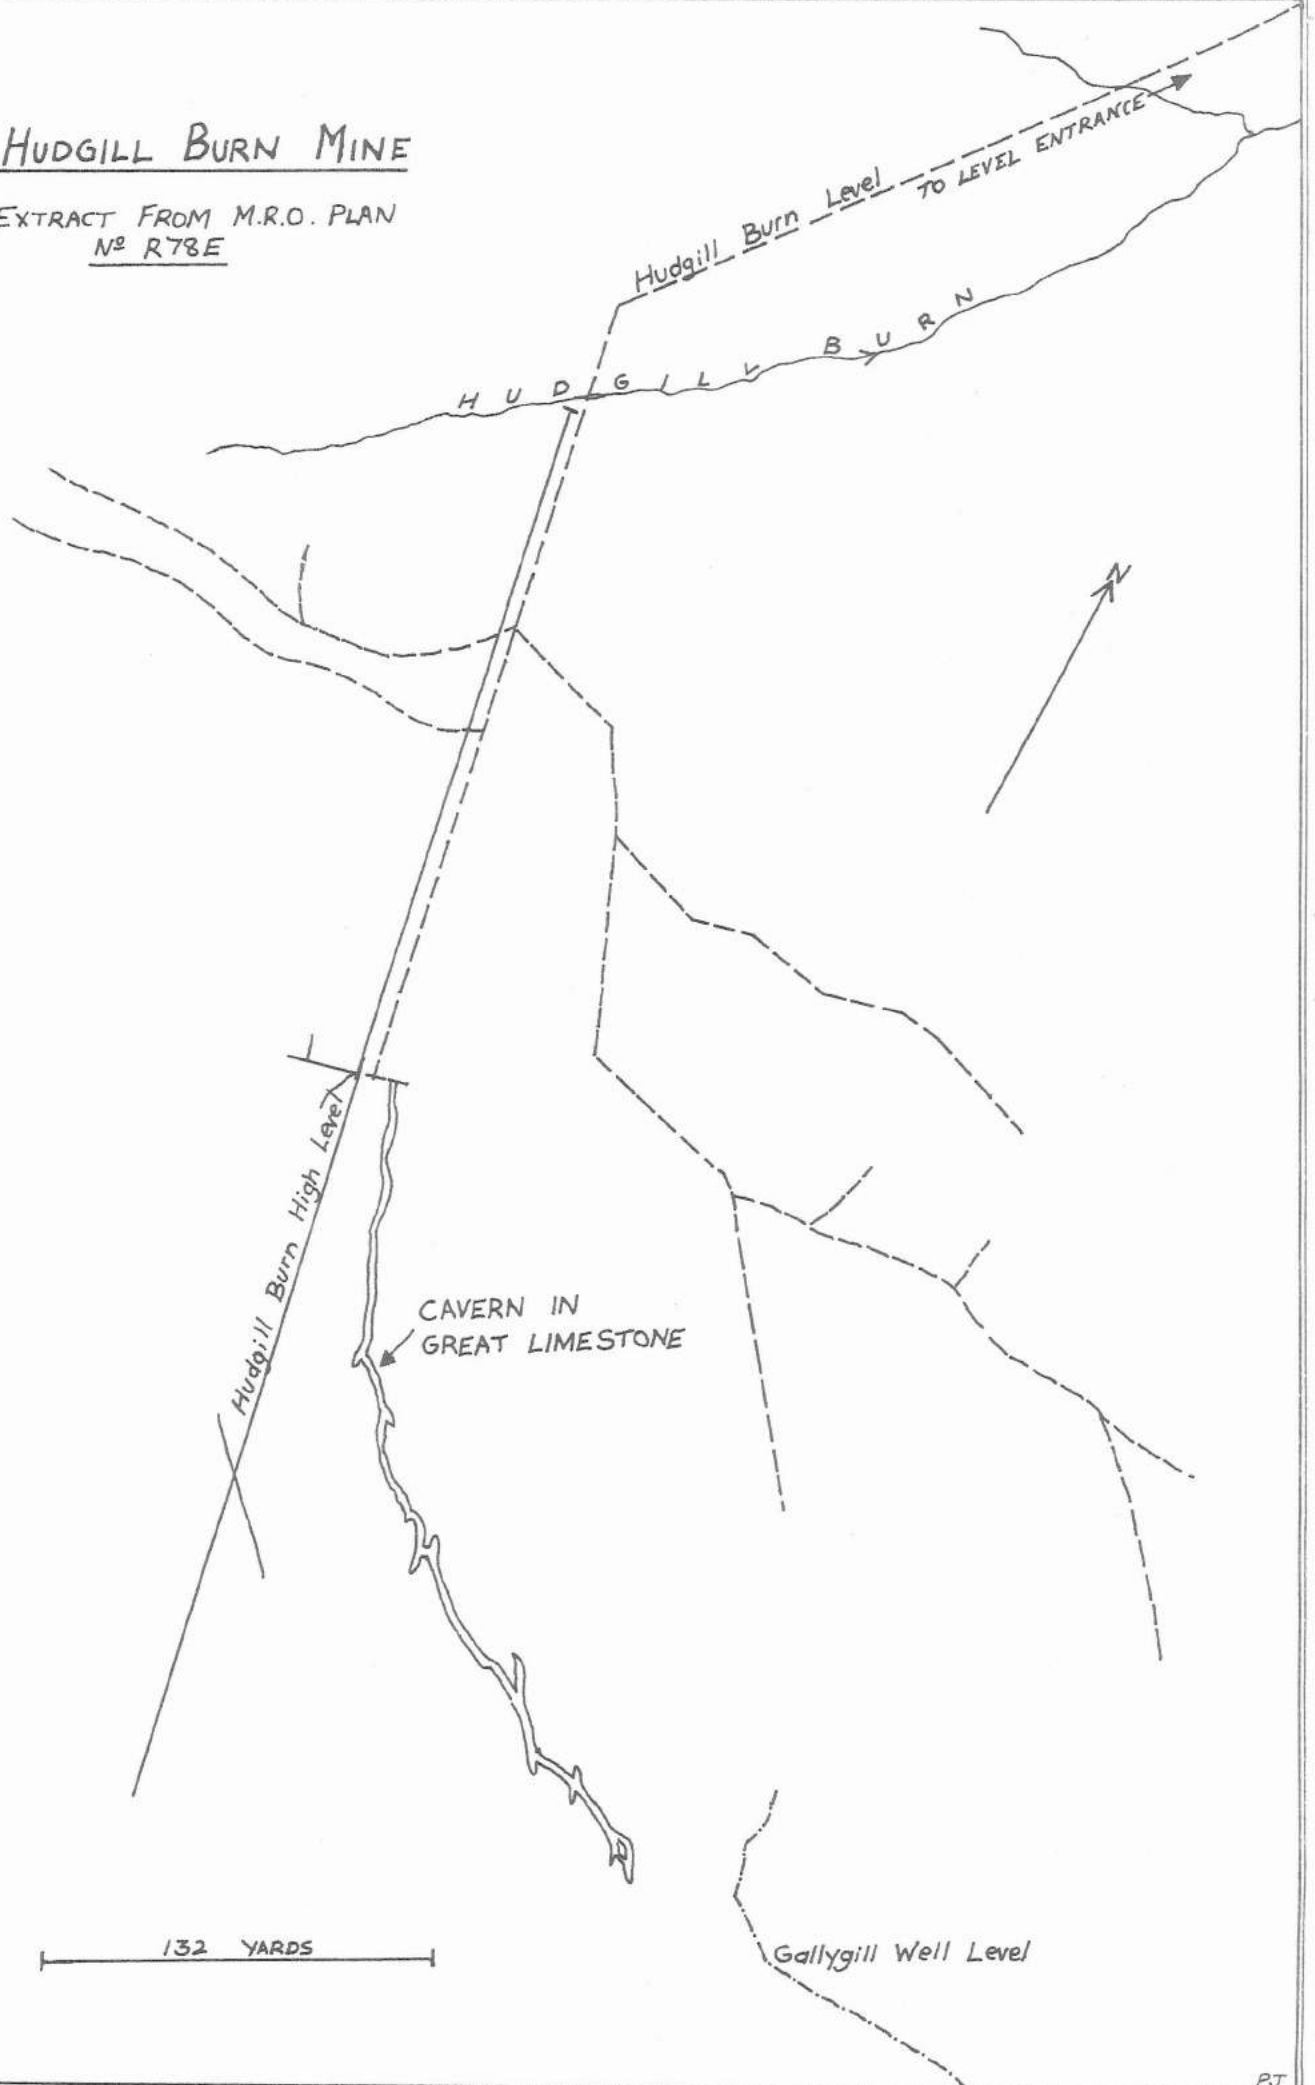 HUDGILL BURN MINE
EXTRACT FROM M.R.O. PLAN
Nº R78E
Hudgill Burn Level
TO LEVEL ENTRANCE
HUDGILL BURN
N
Hudgill Burn High Level
CAVERN IN
GREAT LIMESTONE
132 YARDS
Gallygill Well Level
P.J